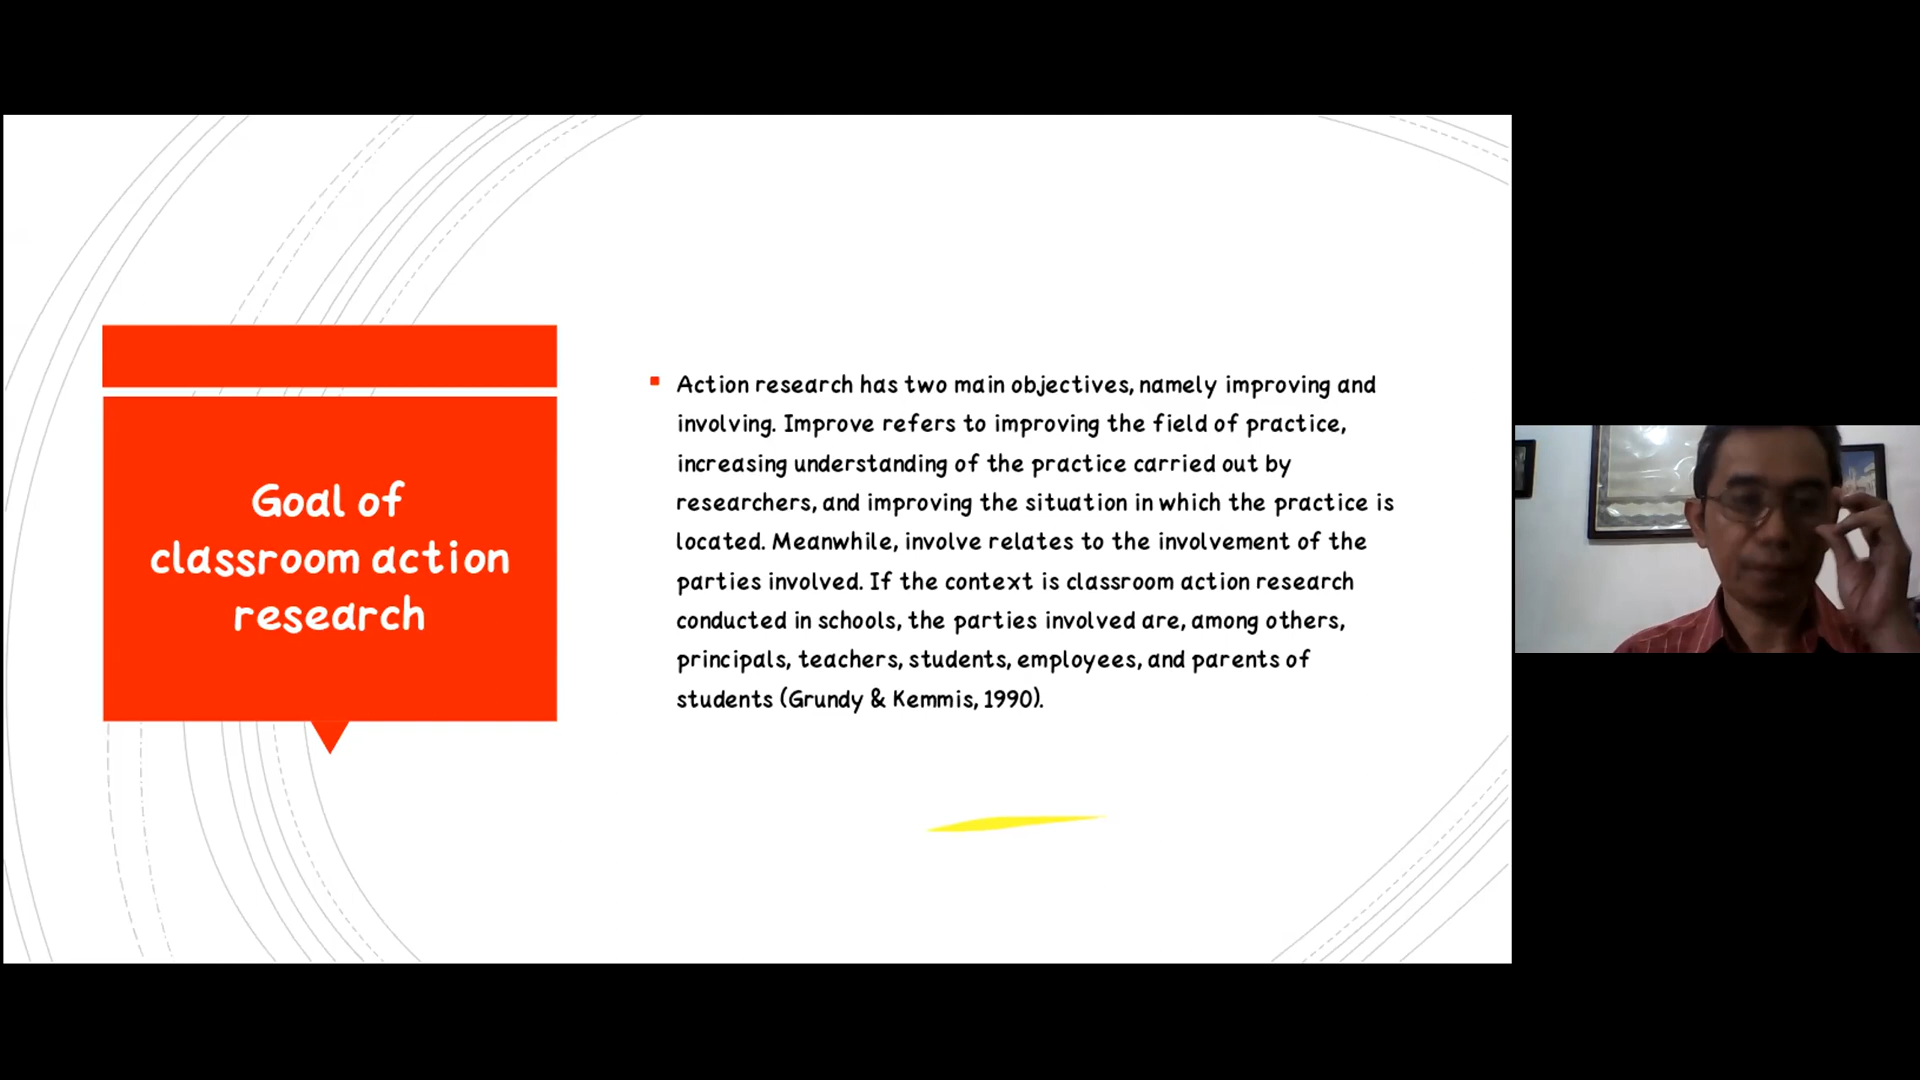 Goal of
classroom action
research
Action research has two main objectives, namely improving and
involving. Improve refers to improving the field of practice,
increasing understanding of the practice carried out by
researchers, and improving the situation in which the practice is
located. Meanwhile, involve relates to the involvement of the
parties involved. If the context is classroom action research
conducted in schools, the parties involved are, among others,
principals, teachers, students, employees, and parents of
students (Grundy & Kemmis, 1990).